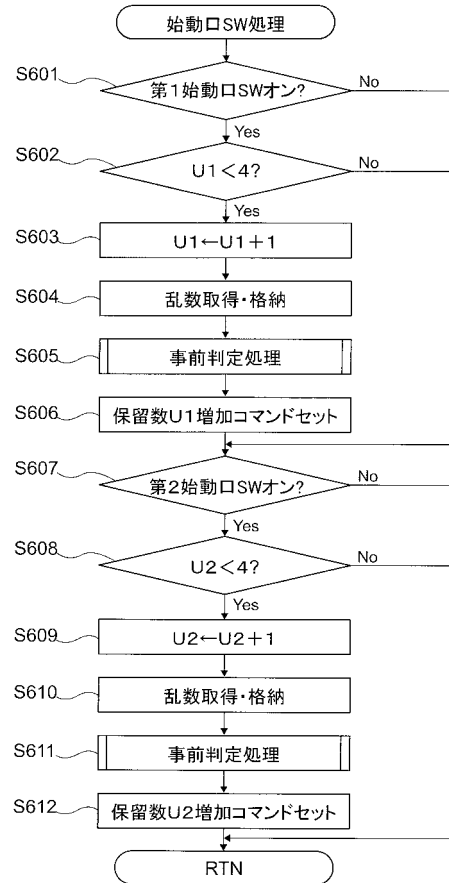 始動口SW処理
S601
第1始動口SWオン?
No
Yes
S602
U1<4?
No
Yes
S603
U1←U1+1
S604
乱数取得・格納
S605
事前判定処理
S606
保留数U1増加コマンドセット
S607
第2始動口SWオン?
No
Yes
S608
U2<4?
No
Yes
S609
U2←U2+1
S610
乱数取得・格納
S611
事前判定処理
S612
保留数U2増加コマンドセット
RTN